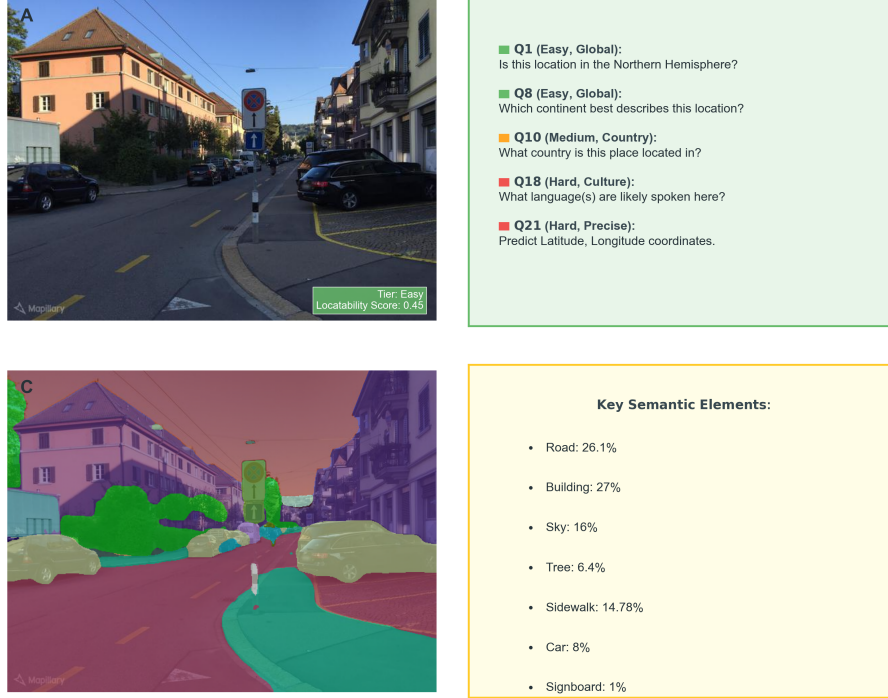 A
Tier: Easy
Locatability Score: 0.45
Mapillary
Q1 (Easy, Global):
Is this location in the Northern Hemisphere?
Q8 (Easy, Global):
Which continent best describes this location?
Q10 (Medium, Country):
What country is this place located in?
Q18 (Hard, Culture):
What language(s) are likely spoken here?
Q21 (Hard, Precise):
Predict Latitude, Longitude coordinates.
C
Mapillary
Key Semantic Elements:
• Road: 26.1%
• Building: 27%
• Sky: 16%
• Tree: 6.4%
• Sidewalk: 14.78%
• Car: 8%
• Signboard: 1%